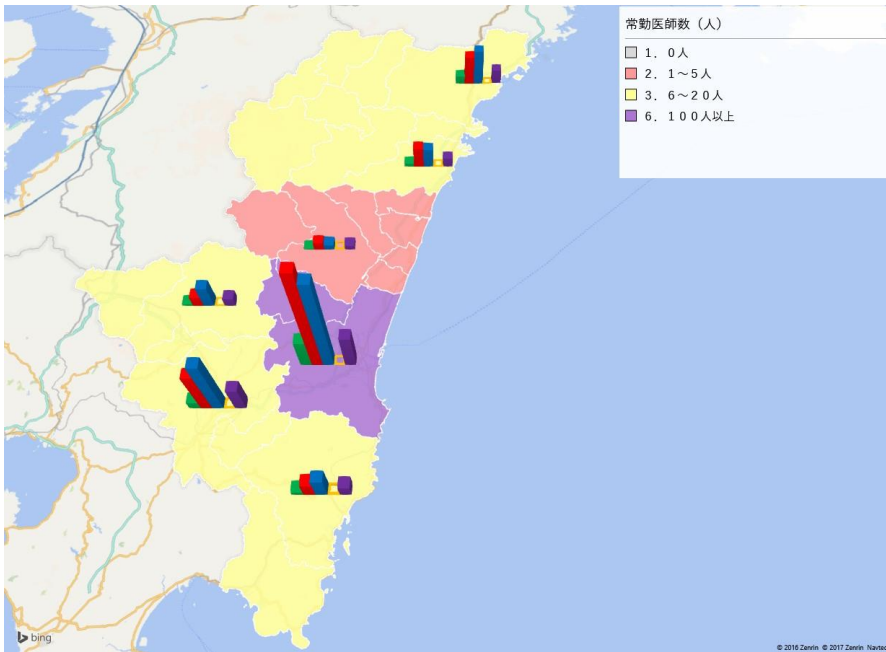 常勤医師数（人）
1．0人
2．1～5人
3．6～20人
6．100人以上
bing
© 2016 Zenrin © 2017 Zenrin Navteq